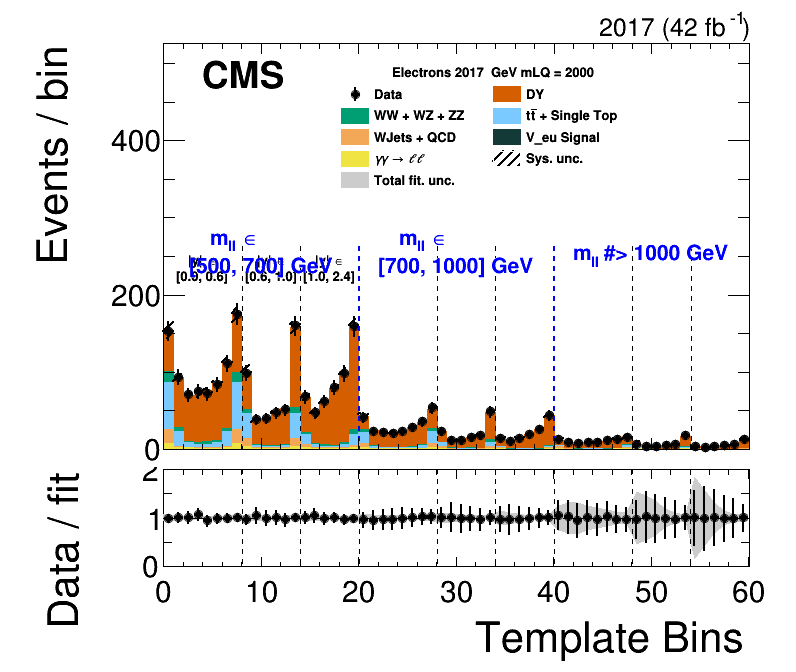 2017 (42 fb⁻¹)
Events / bin
CMS
Electrons 2017 GeV mLQ = 2000
Data
DY
WW + WZ + ZZ
tt̅ + Single Top
WJets + QCD
V_eu Signal
γγ → ℓℓ
Sys. unc.
Total fit. unc.
400
200
0
m_ll ∈
[500, 700] GeV
m_ll ∈
[700, 1000] GeV
m_ll #> 1000 GeV
[0.0, 0.6]
[0.6, 1.0]
[1.0, 2.4]
Data / fit
2
1
0
0 10 20 30 40 50 60
Template Bins